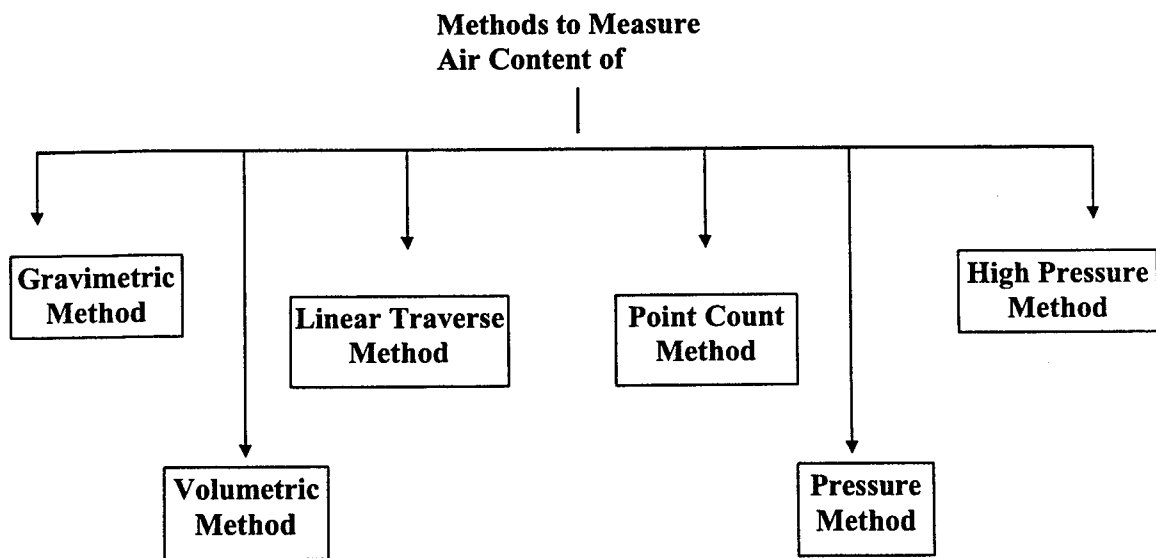 Methods to Measure
Air Content of
Gravimetric
Method
Volumetric
Method
Linear Traverse
Method
Point Count
Method
Pressure
Method
High Pressure
Method